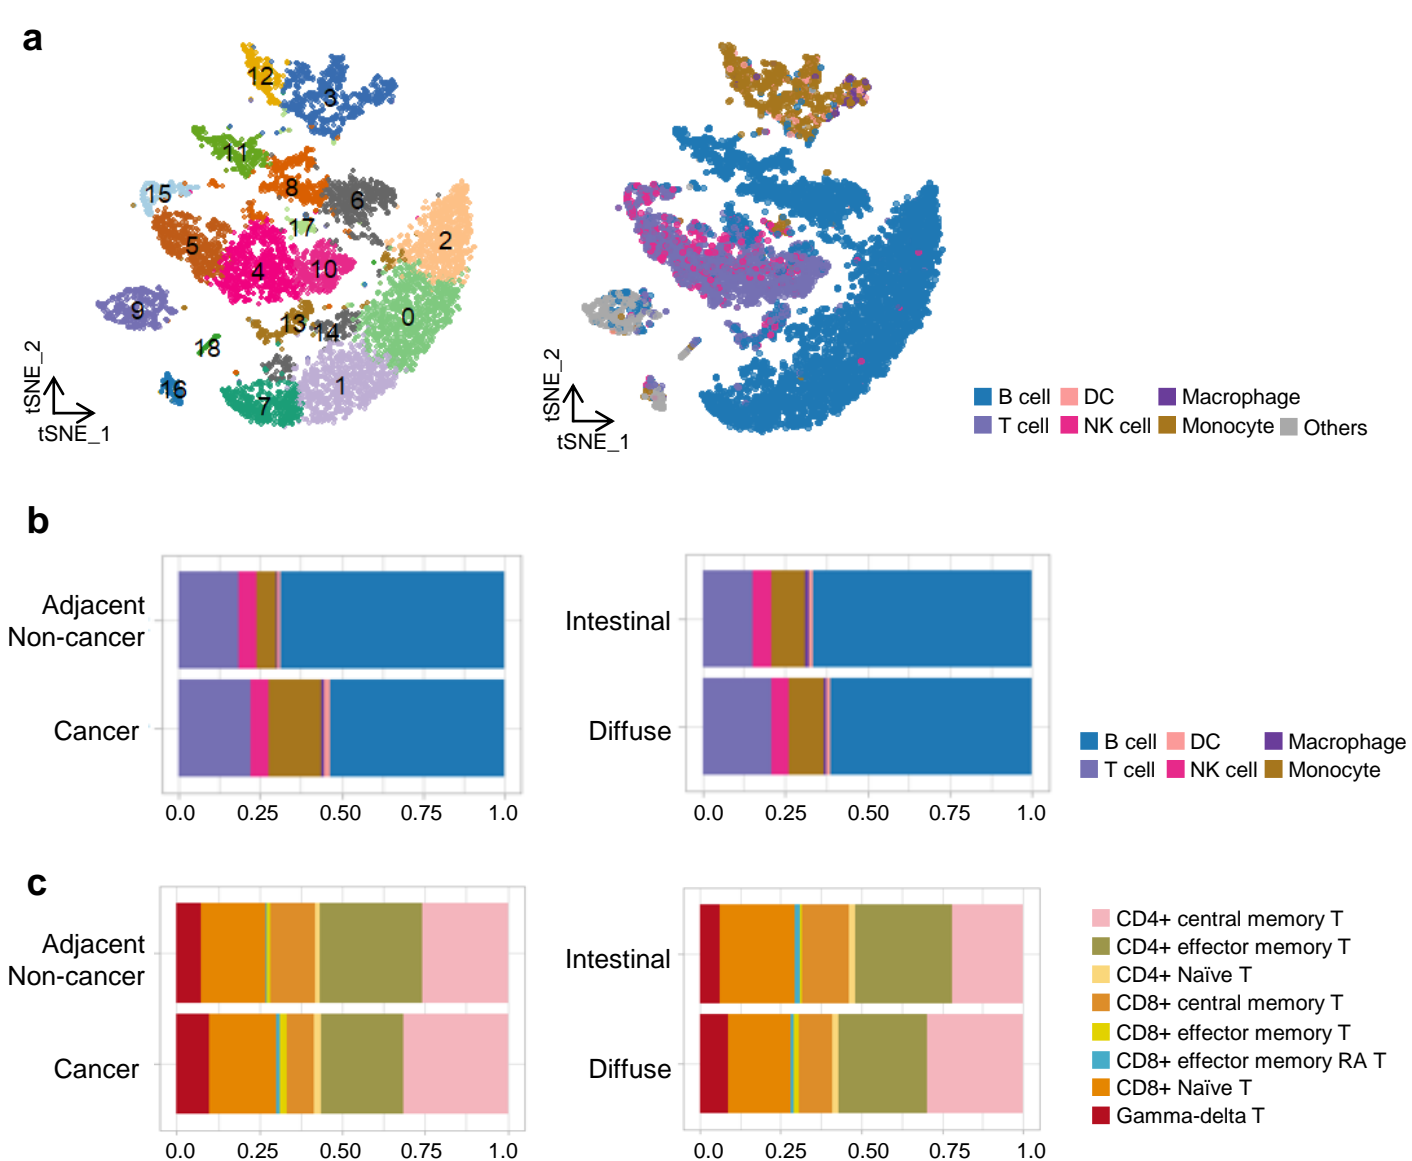 a
12
3
11
15
8
6
17
2
5
4
10
9
13
14
0
18
1
16
7
tSNE_2
tSNE_1
tSNE_2
tSNE_1
B cell DC Macrophage
T cell NK cell Monocyte Others
b
Adjacent
Non-cancer
Cancer
0.0 0.25 0.50 0.75 1.0
Intestinal
Diffuse
0.0 0.25 0.50 0.75 1.0
B cell DC Macrophage
T cell NK cell Monocyte
c
Adjacent
Non-cancer
Cancer
0.0 0.25 0.50 0.75 1.0
Intestinal
Diffuse
0.0 0.25 0.50 0.75 1.0
CD4+ central memory T
CD4+ effector memory T
CD4+ Naïve T
CD8+ central memory T
CD8+ effector memory T
CD8+ effector memory RA T
CD8+ Naïve T
Gamma-delta T